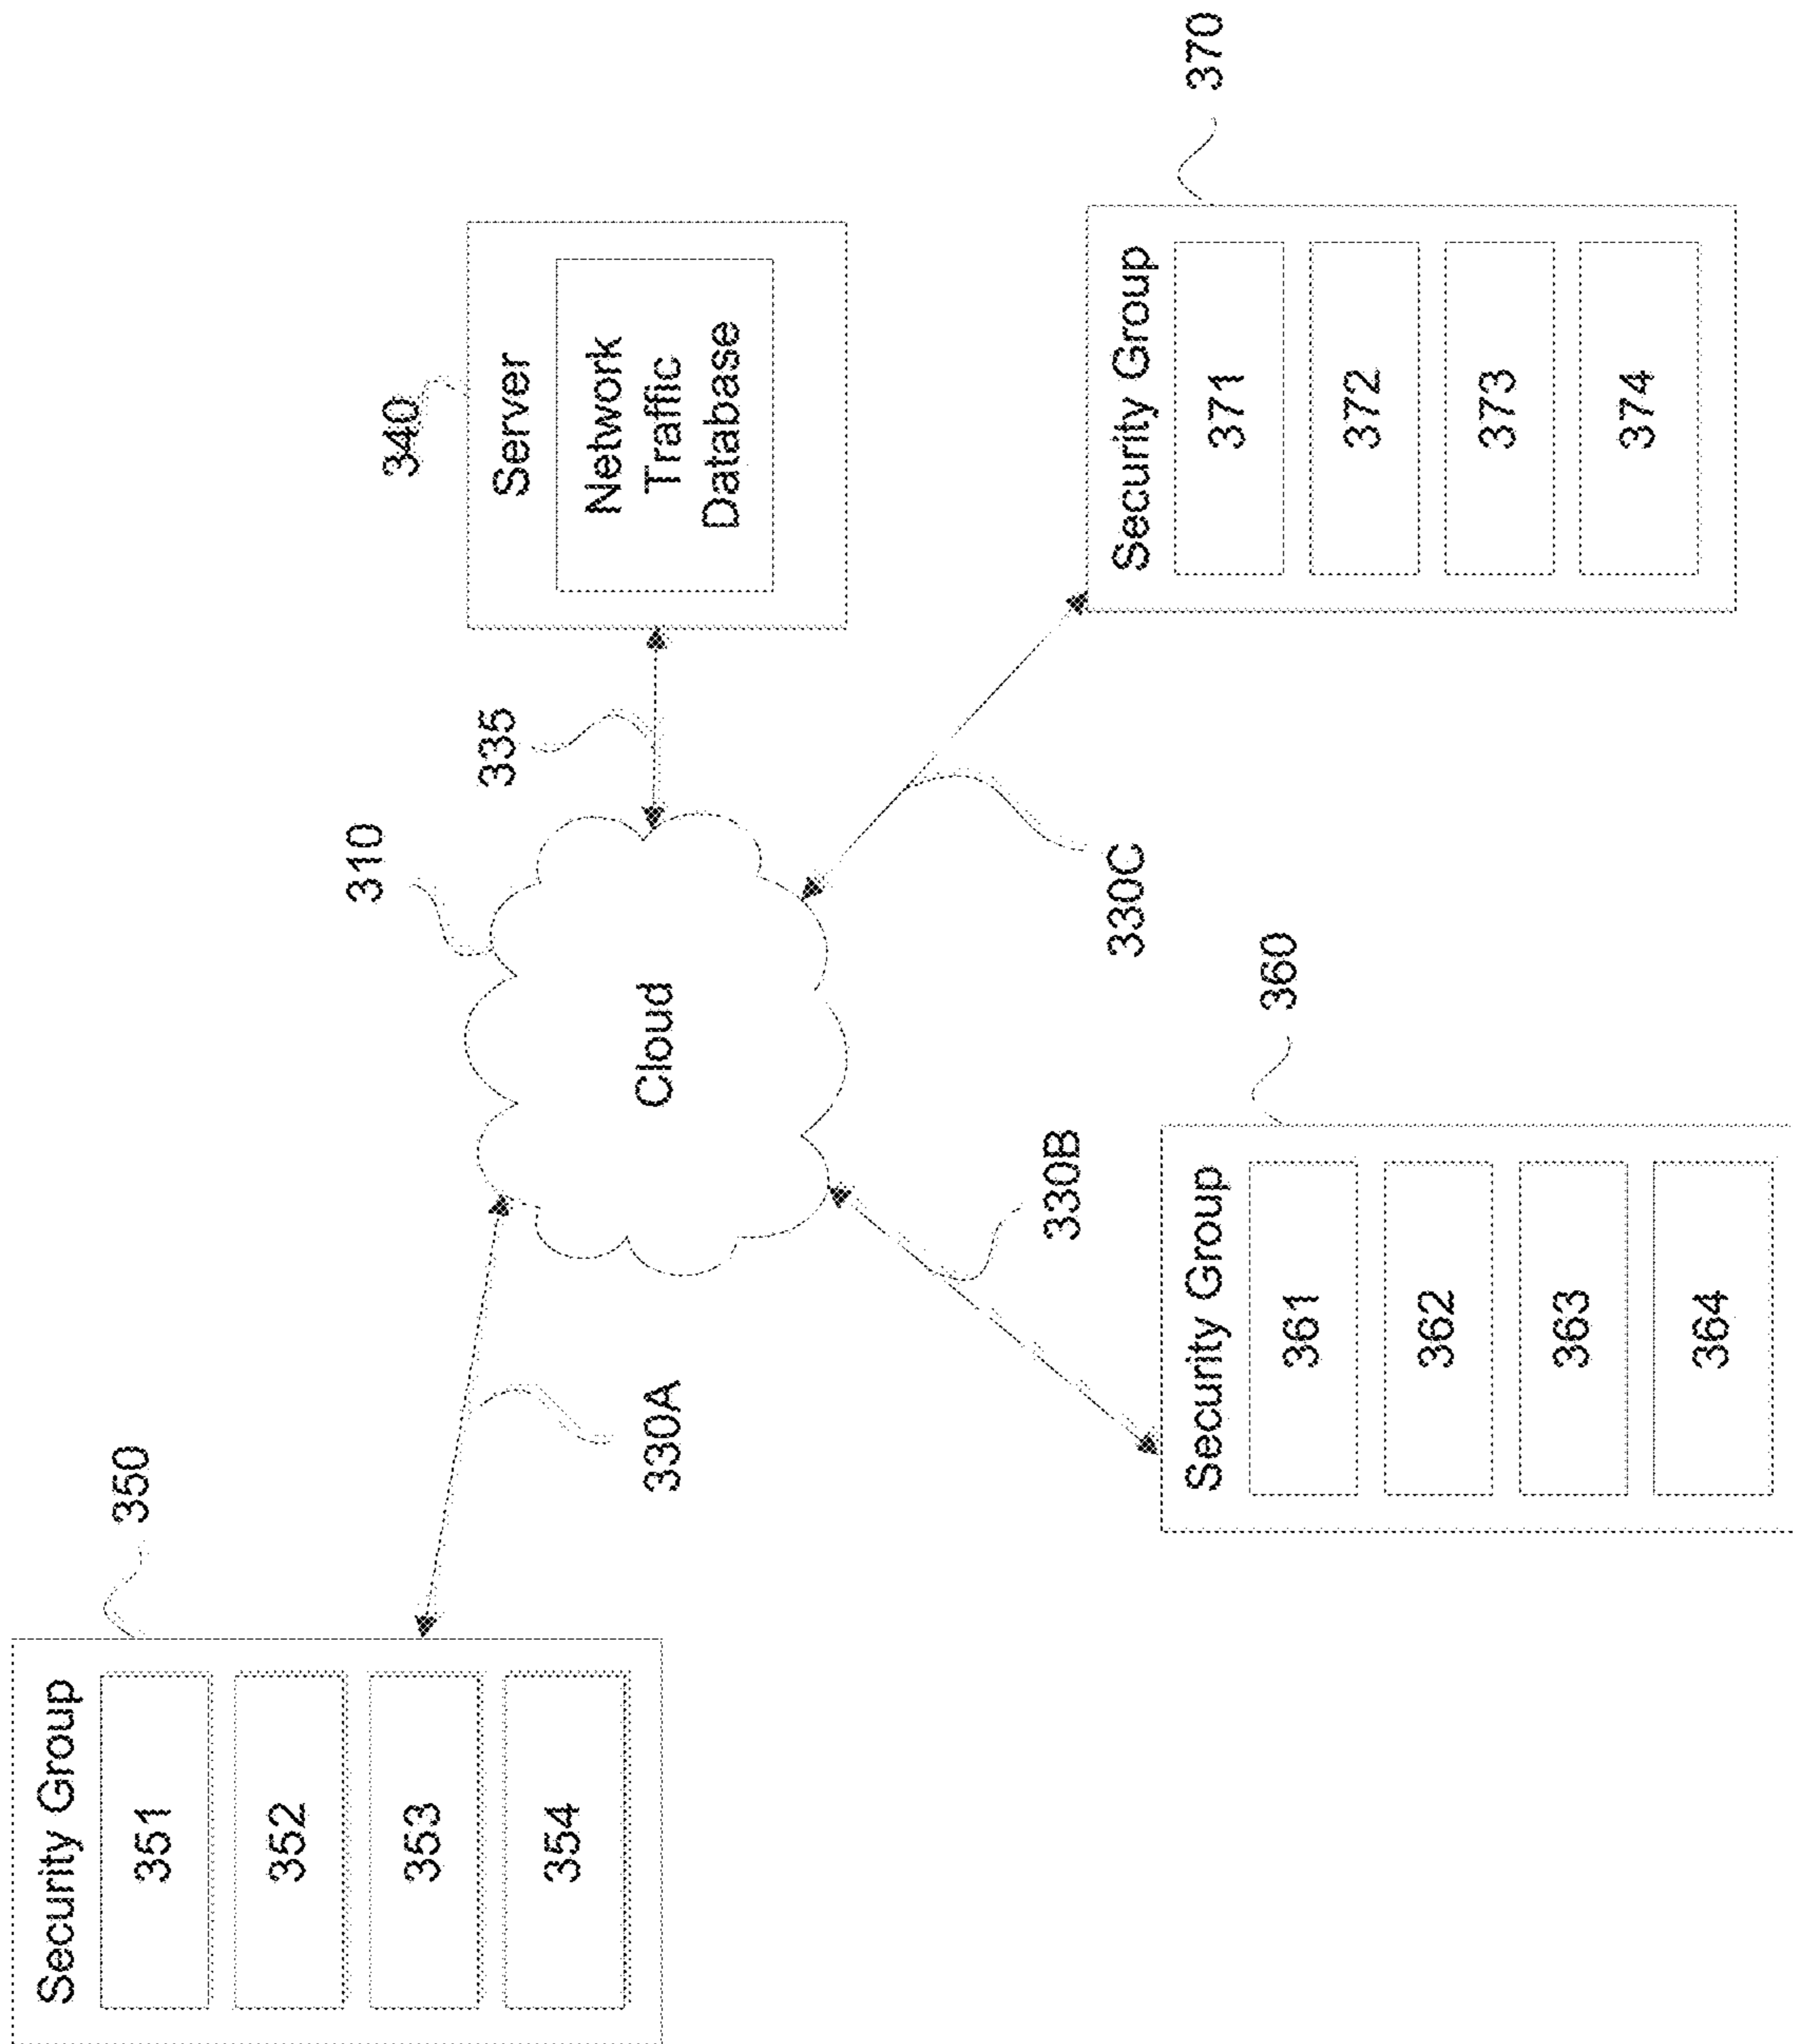 Security Group
351
352
353
354
350
330A
310
Cloud
335
340
Server
Network
Traffic
Database
330B
360
Security Group
361
362
363
364
330C
370
Security Group
371
372
373
374